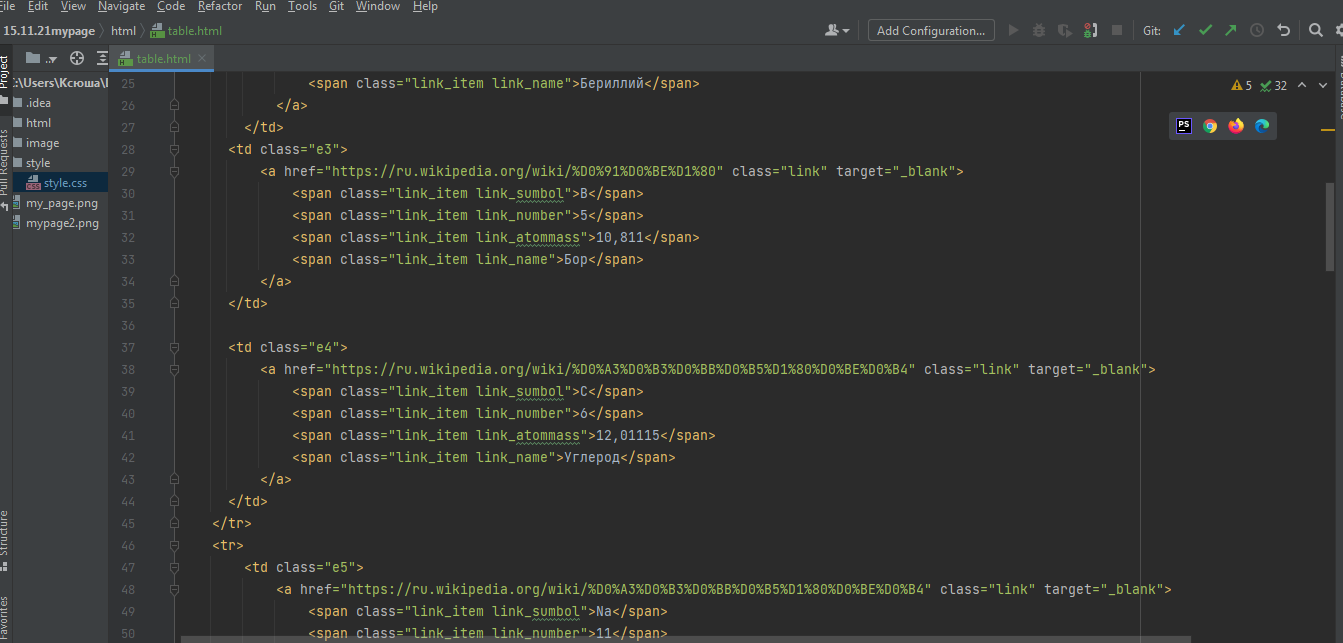 File Edit View Navigate Code Refactor Run Tools Git Window Help
15.11.21mypage html table.html Add Configuration... Git:
Project table.html
:\Users\Ксюша\
.idea
html
image
style
style.css
my_page.png
mypage2.png
Pull Requests
Structure
Favorites
5 32
PS
25 <span class="link_item link_name">Бериллий</span>
26 </a>
27 </td>
28 <td class="e3">
29 <a href="https://ru.wikipedia.org/wiki/%D0%91%D0%BE%D1%80" class="link" target="_blank">
30 <span class="link_item link_sumbol">B</span>
31 <span class="link_item link_number">5</span>
32 <span class="link_item link_atommass">10,811</span>
33 <span class="link_item link_name">Бор</span>
34 </a>
35 </td>
36
37 <td class="e4">
38 <a href="https://ru.wikipedia.org/wiki/%D0%A3%D0%B3%D0%BB%D0%B5%D1%80%D0%BE%D0%B4" class="link" target="_blank">
39 <span class="link_item link_sumbol">C</span>
40 <span class="link_item link_number">6</span>
41 <span class="link_item link_atommass">12,01115</span>
42 <span class="link_item link_name">Углерод</span>
43 </a>
44 </td>
45 </tr>
46 <tr>
47 <td class="e5">
48 <a href="https://ru.wikipedia.org/wiki/%D0%A3%D0%B3%D0%BB%D0%B5%D1%80%D0%BE%D0%B4" class="link" target="_blank">
49 <span class="link_item link_sumbol">Na</span>
50 <span class="link_item link_number">11</span>